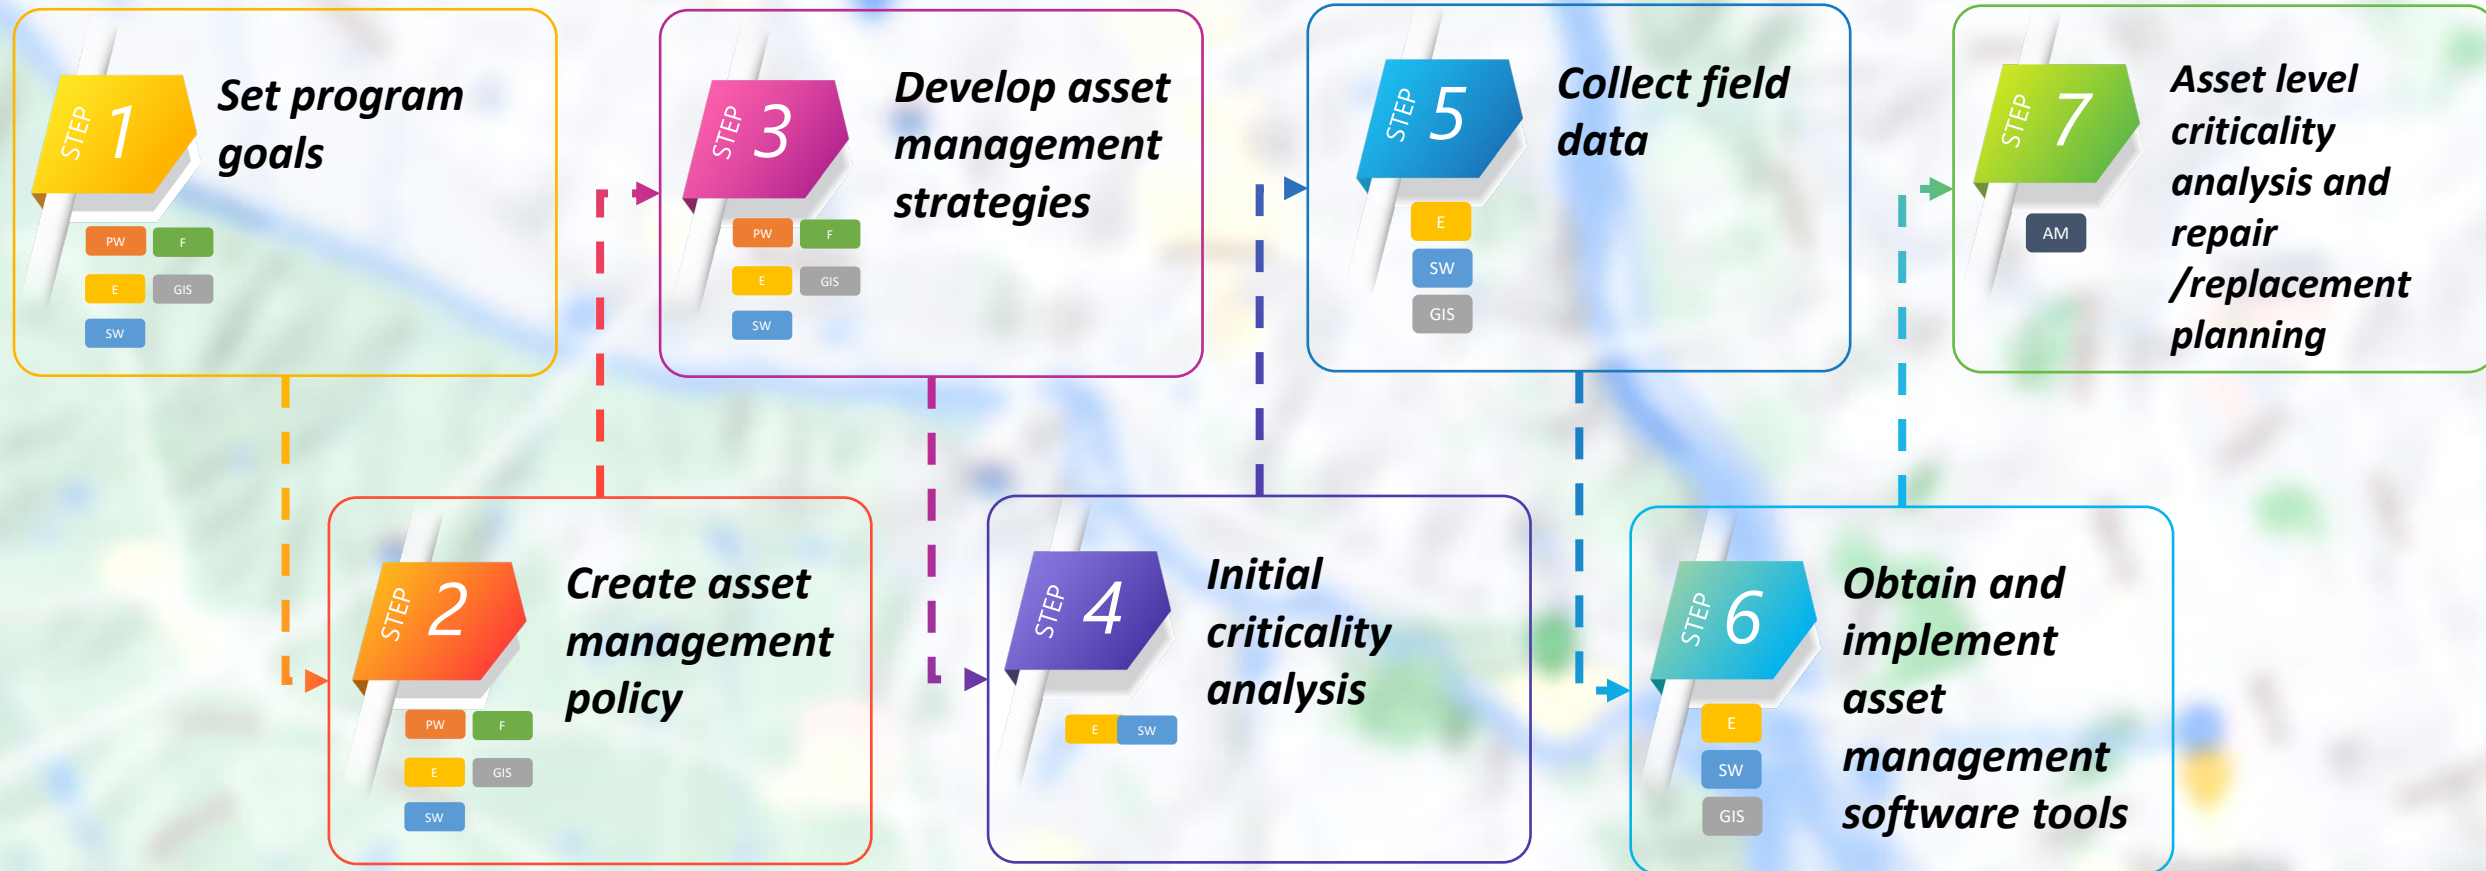 STEP 1
Set program
goals
PW F
E GIS
SW
STEP 2
Create asset
management
policy
PW F
E GIS
SW
STEP 3
Develop asset
management
strategies
PW F
E GIS
SW
STEP 4
Initial
criticality
analysis
E SW
STEP 5
Collect field
data
E
SW
GIS
STEP 6
Obtain and
implement
asset
management
software tools
E
SW
GIS
STEP 7
Asset level
criticality
analysis and
repair
/replacement
planning
AM